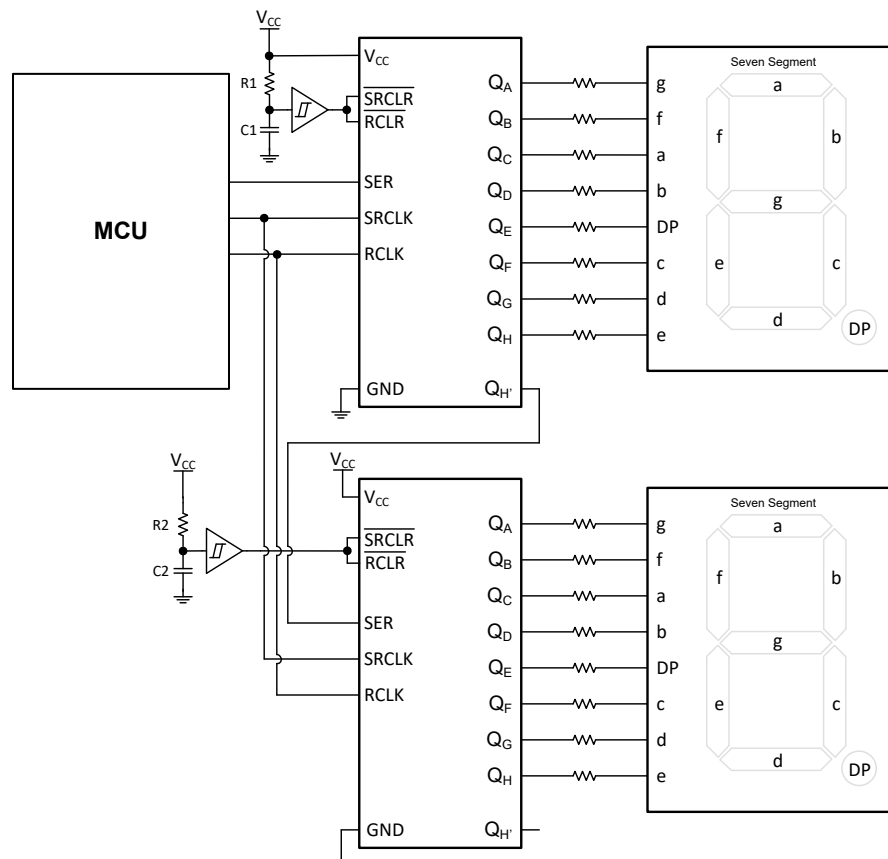 VCC
VCC
R1
C1
SRCLR
RCLR
SER
SRCLK
RCLK
GND
MCU
QA
QB
QC
QD
QE
QF
QG
QH
QH'
g
f
a
b
DP
c
d
e
Seven Segment
a
f
b
g
e
c
d
DP
VCC
R2
C2
VCC
VCC
SRCLR
RCLR
SER
SRCLK
RCLK
GND
QA
QB
QC
QD
QE
QF
QG
QH
QH'
g
f
a
b
DP
c
d
e
Seven Segment
a
f
b
g
e
c
d
DP